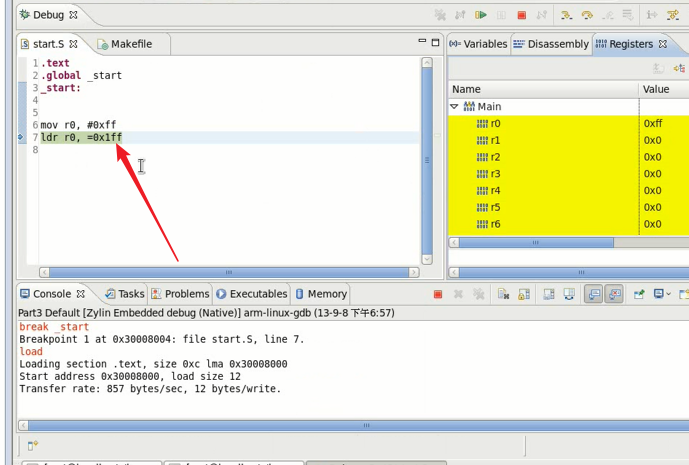 Debug
start.S
Makefile
1 .text
2 .global _start
3 _start:
4
5
6 mov r0, #0xff
7 ldr r0, =0x1ff
8
(x)= Variables
Disassembly
Registers
Name
Value
Main
r0 0xff
r1 0x0
r2 0x0
r3 0x0
r4 0x0
r5 0x0
r6 0x0
Console
Tasks
Problems
Executables
Memory
Part3 Default [Zylin Embedded debug (Native)] arm-linux-gdb (13-9-8 下午6:57)
break _start
Breakpoint 1 at 0x30008004: file start.S, line 7.
load
Loading section .text, size 0xc lma 0x30008000
Start address 0x30008000, load size 12
Transfer rate: 857 bytes/sec, 12 bytes/write.